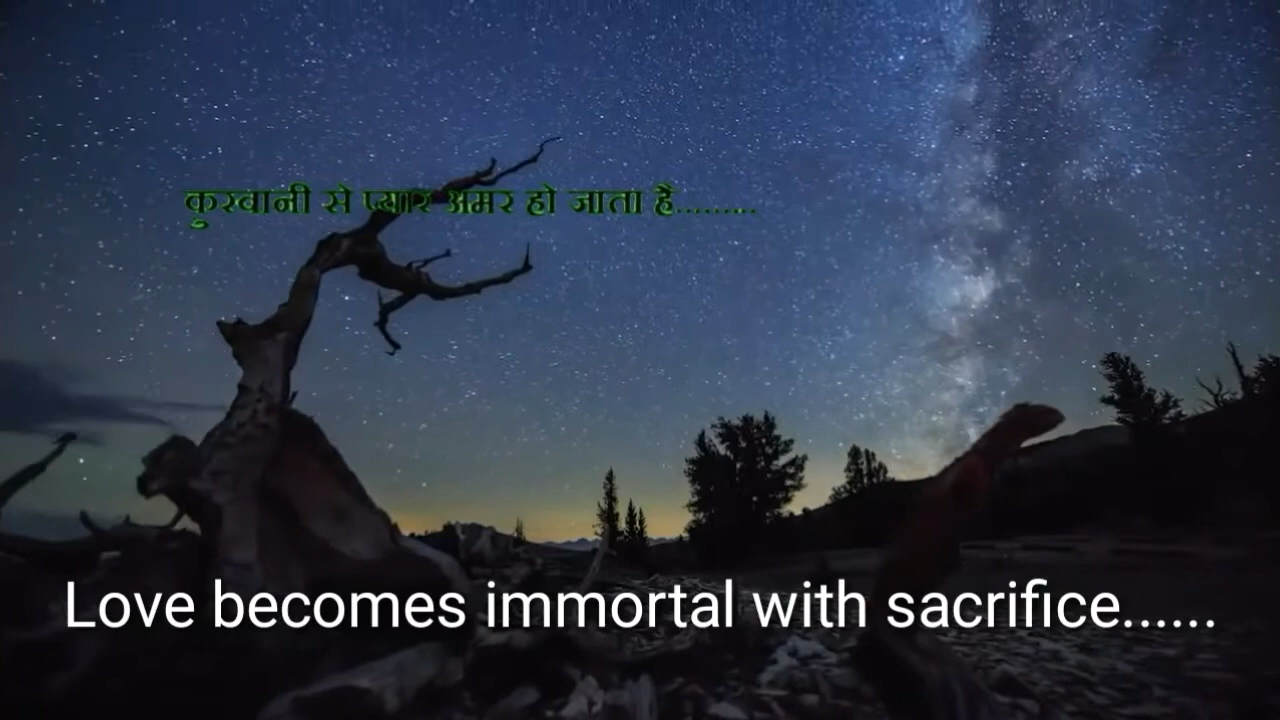 कुरबानी से प्यार अमर हो जाता है.........
Love becomes immortal with sacrifice......